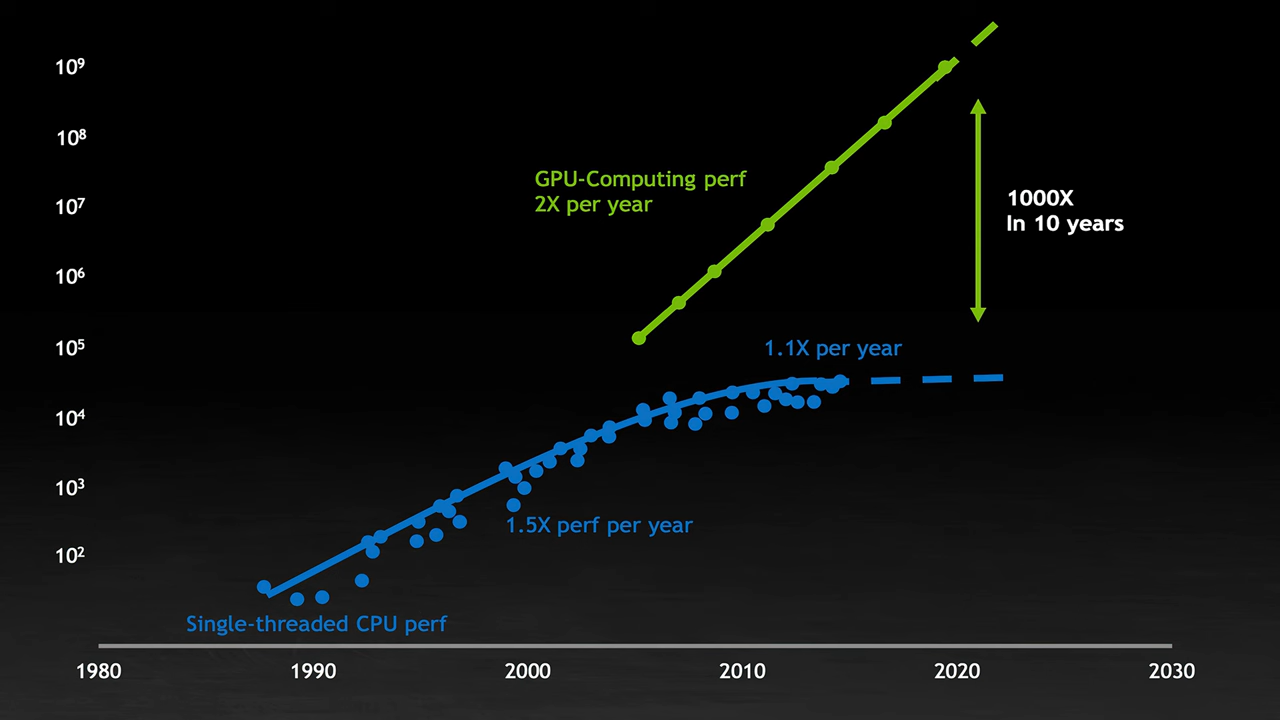 10⁹
10⁸
10⁷
10⁶
10⁵
10⁴
10³
10²
GPU-Computing perf
2X per year
1000X
In 10 years
1.1X per year
1.5X perf per year
Single-threaded CPU perf
1980 1990 2000 2010 2020 2030